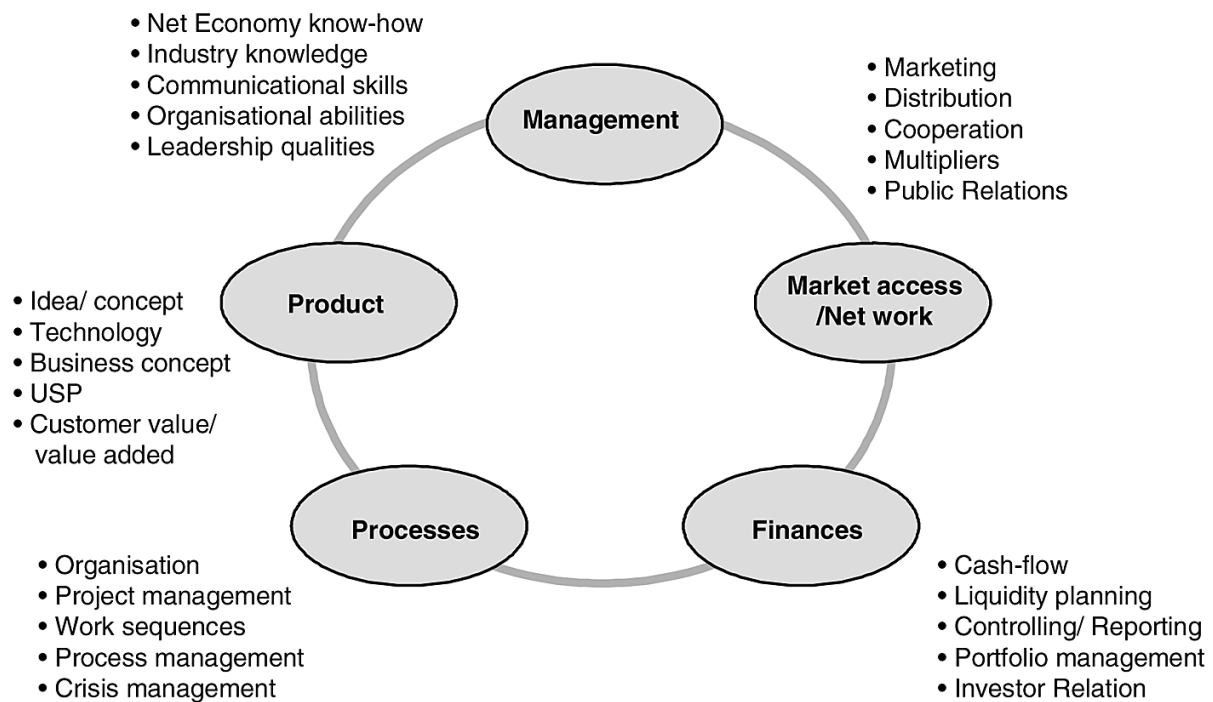 • Net Economy know-how
• Industry knowledge
• Communicational skills
• Organisational abilities
• Leadership qualities
Management
• Marketing
• Distribution
• Cooperation
• Multipliers
• Public Relations
Product
Market access
/Net work
• Idea/ concept
• Technology
• Business concept
• USP
• Customer value/
value added
Processes
Finances
• Organisation
• Project management
• Work sequences
• Process management
• Crisis management
• Cash-flow
• Liquidity planning
• Controlling/ Reporting
• Portfolio management
• Investor Relation